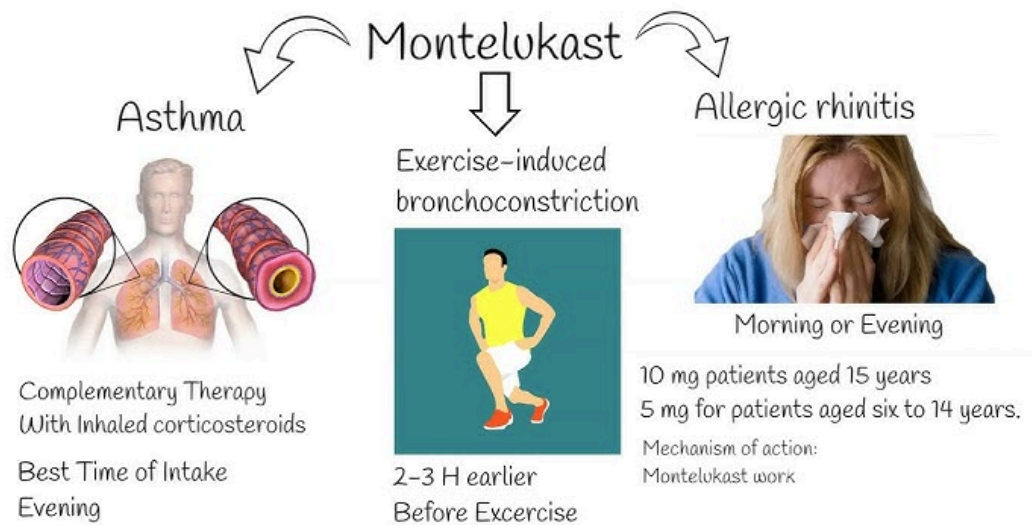 Montelukast
Asthma
Complementary Therapy
With Inhaled corticosteroids
Best Time of Intake
Evening
Exercise-induced
bronchoconstriction
2-3 H earlier
Before Excercise
Allergic rhinitis
Morning or Evening
10 mg patients aged 15 years
5 mg for patients aged six to 14 years.
Mechanism of action:
Montelukast work